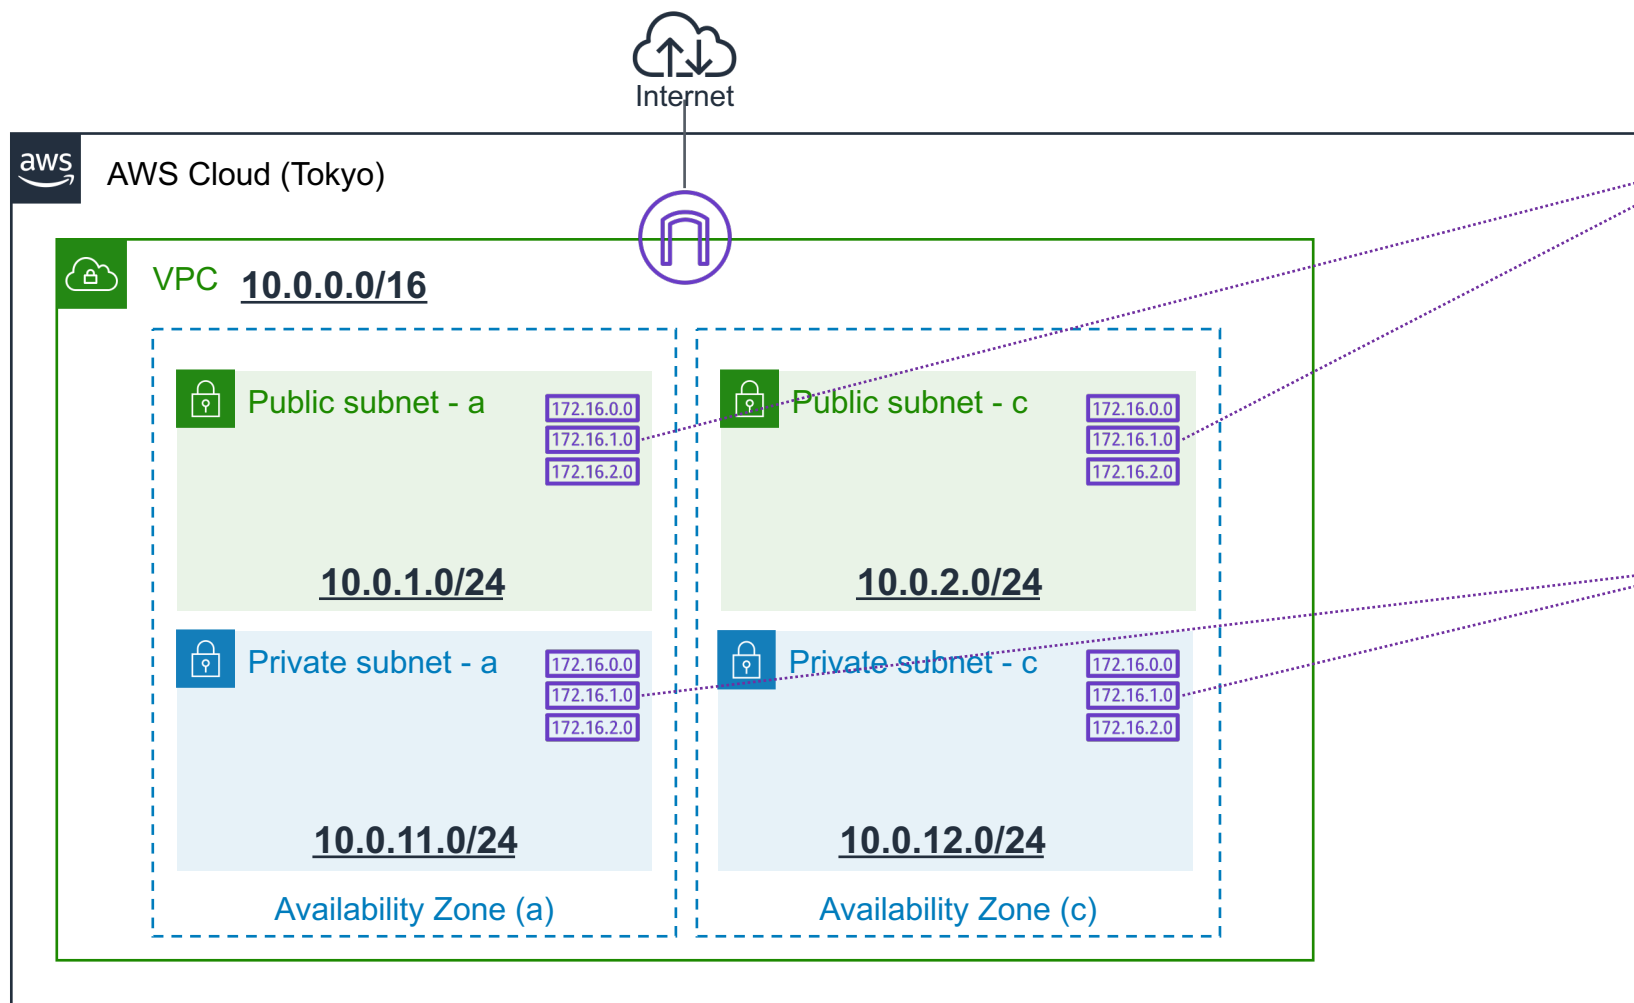 Internet
aws
AWS Cloud (Tokyo)
VPC 10.0.0.0/16
Public subnet - a
172.16.0.0
172.16.1.0
172.16.2.0
10.0.1.0/24
Public subnet - c
172.16.0.0
172.16.1.0
172.16.2.0
10.0.2.0/24
Private subnet - a
172.16.0.0
172.16.1.0
172.16.2.0
10.0.11.0/24
Private subnet - c
172.16.0.0
172.16.1.0
172.16.2.0
10.0.12.0/24
Availability Zone (a)
Availability Zone (c)